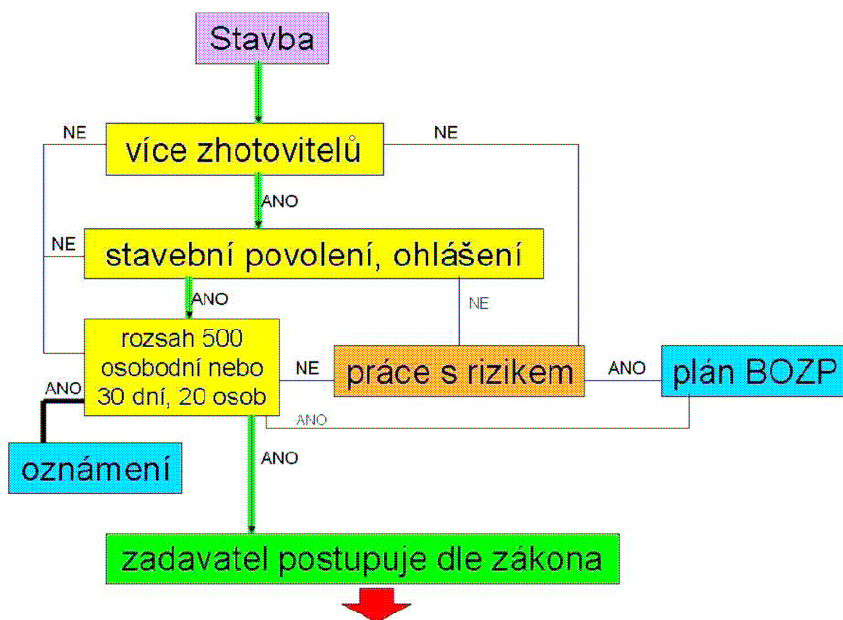 Stavba
NE
NE
více zhotovitelů
ANO
NE
stavební povolení, ohlášení
ANO
NE
rozsah 500
osobodní nebo
30 dní, 20 osob
NE
práce s rizikem
ANO
plán BOZP
ANO
ANO
oznámení
ANO
zadavatel postupuje dle zákona